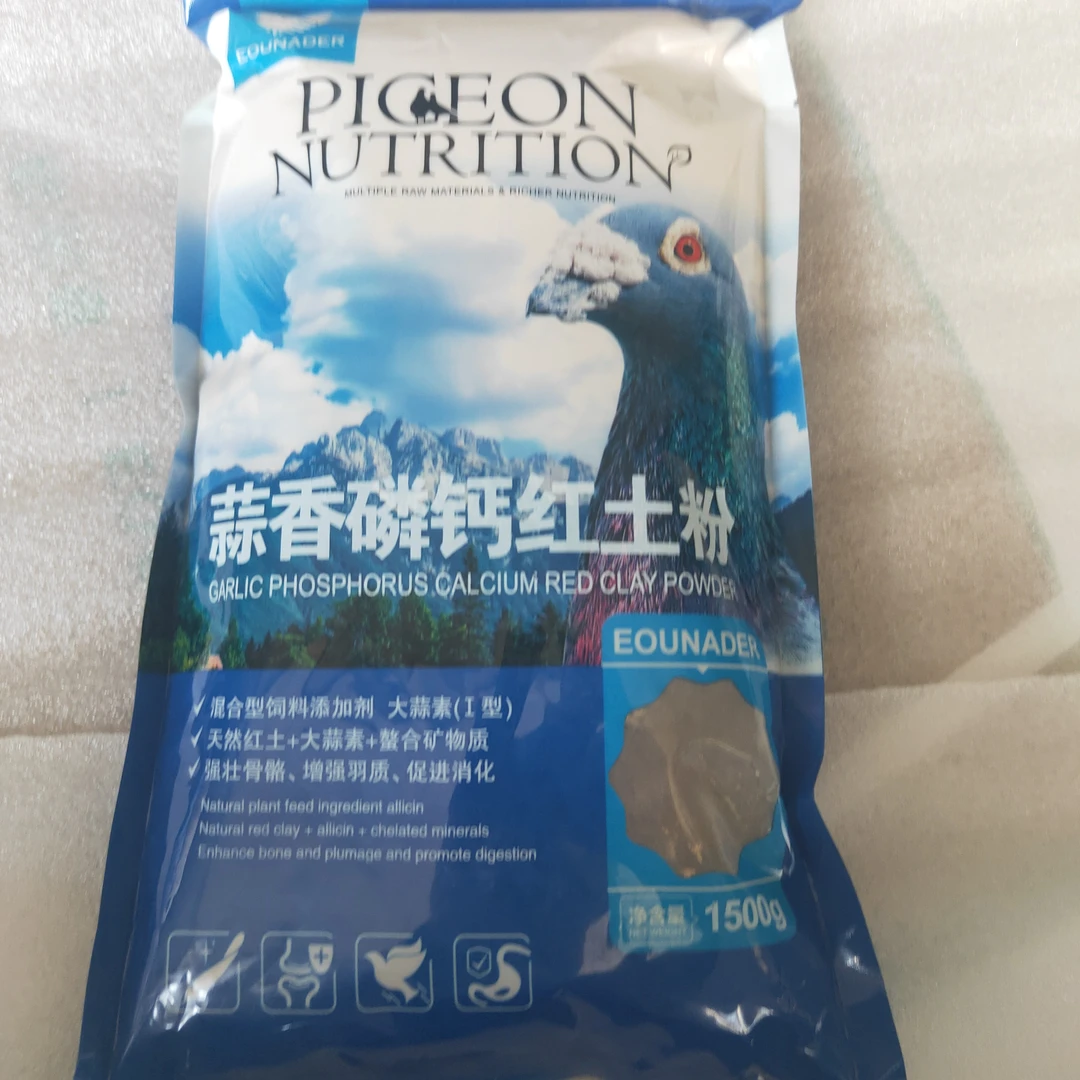 EOUNADER
PIGEON
NUTRITION
MULTIPLE RAW MATERIALS & RICHER NUTRITION
蒜香磷钙红土粉
GARLIC PHOSPHORUS CALCIUM RED CLAY POWDER
EOUNADER
✓混合型饲料添加剂 大蒜素(I型)
✓天然红土+大蒜素+螯合矿物质
✓强壮骨骼、增强羽质、促进消化
Natural plant feed ingredient allicin
Natural red clay + allicin + chelated minerals
Enhance bone and plumage and promote digestion
净含量 1500g
NET WEIGHT